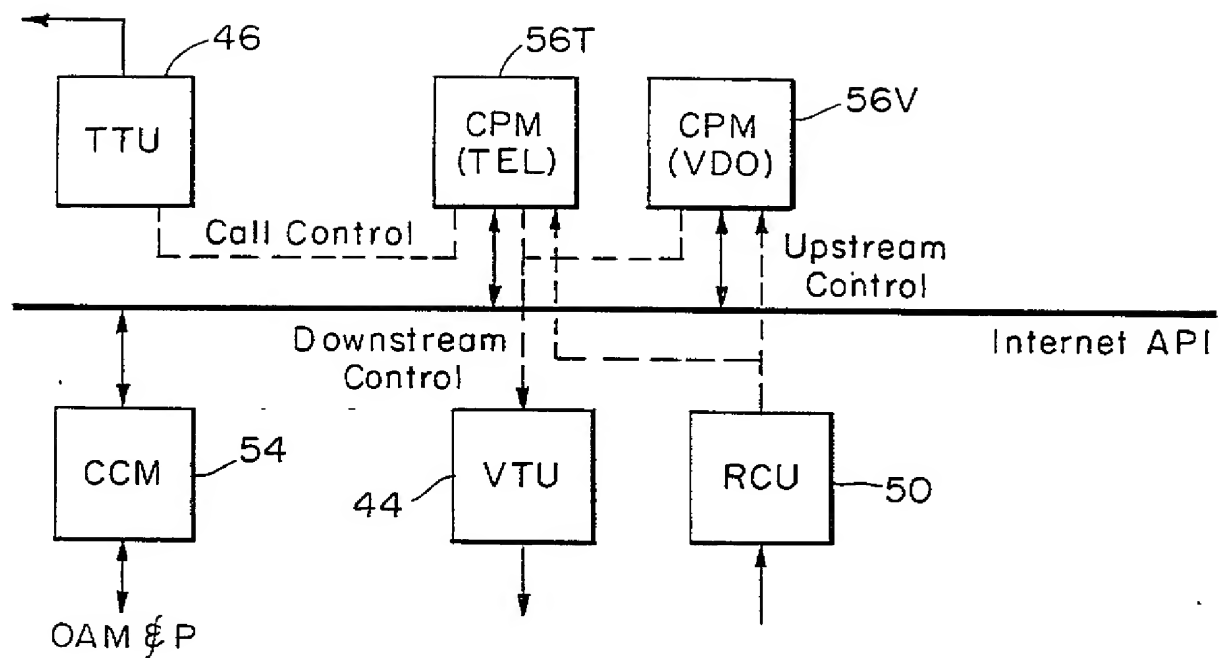 46
TTU
56T
CPM
(TEL)
56V
CPM
(VDO)
Call Control
Upstream
Control
Internet API
Downstream
Control
CCM
54
VTU
44
RCU
50
OAM & P